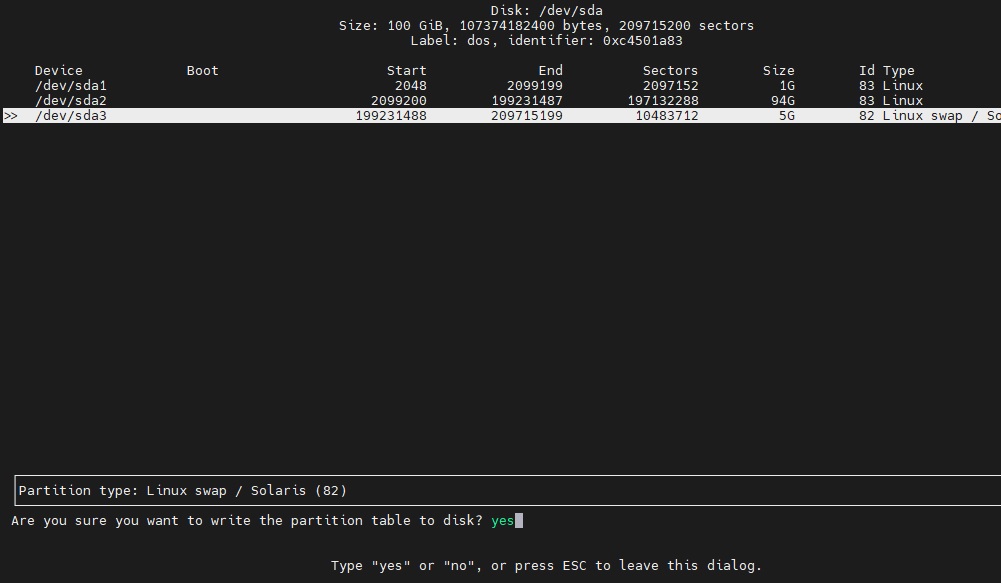 Disk: /dev/sda
Size: 100 GiB, 107374182400 bytes, 209715200 sectors
Label: dos, identifier: 0xc4501a83
Device Boot Start End Sectors Size Id Type
/dev/sda1 2048 2099199 2097152 1G 83 Linux
/dev/sda2 2099200 199231487 197132288 94G 83 Linux
>> /dev/sda3 199231488 209715199 10483712 5G 82 Linux swap / So
Partition type: Linux swap / Solaris (82)
Are you sure you want to write the partition table to disk? yes
Type "yes" or "no", or press ESC to leave this dialog.